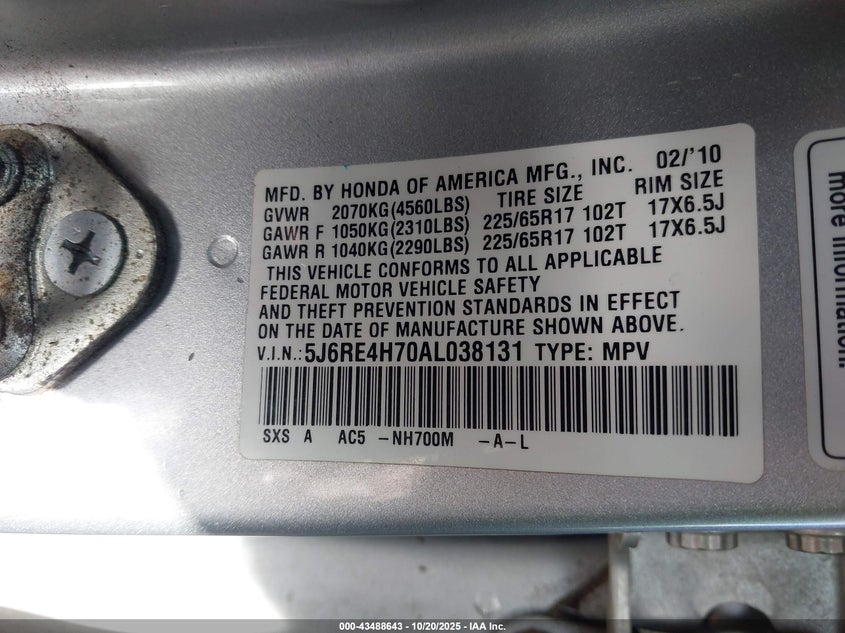 MFD. BY HONDA OF AMERICA MFG., INC. 02/'10
GVWR 2070KG(4560LBS) TIRE SIZE RIM SIZE
GAWR F 1050KG(2310LBS) 225/65R17 102T 17X6.5J
GAWR R 1040KG(2290LBS) 225/65R17 102T 17X6.5J
THIS VEHICLE CONFORMS TO ALL APPLICABLE
FEDERAL MOTOR VEHICLE SAFETY
AND THEFT PREVENTION STANDARDS IN EFFECT
ON THE DATE OF MANUFACTURE SHOWN ABOVE.
V.I.N.:5J6RE4H70AL038131 TYPE: MPV
SXS A AC5 -NH700M -A-L
more information.
000-43488643 - 10/20/2025 - IAA Inc.